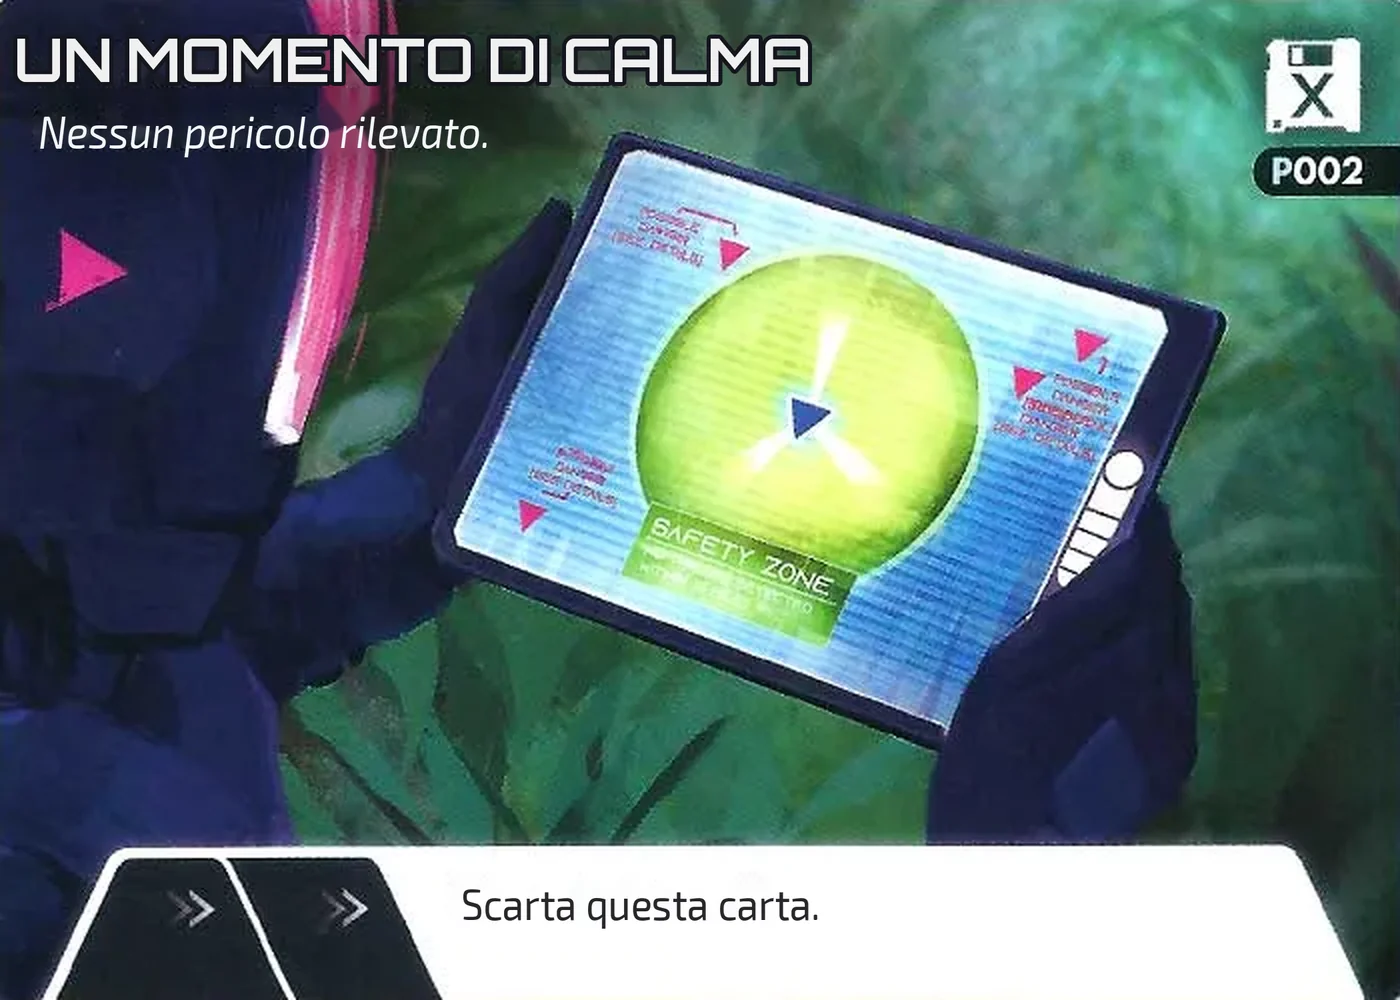 UN MOMENTO DI CALMA
Nessun pericolo rilevato.
X
P002
SAFETY ZONE
Scarta questa carta.